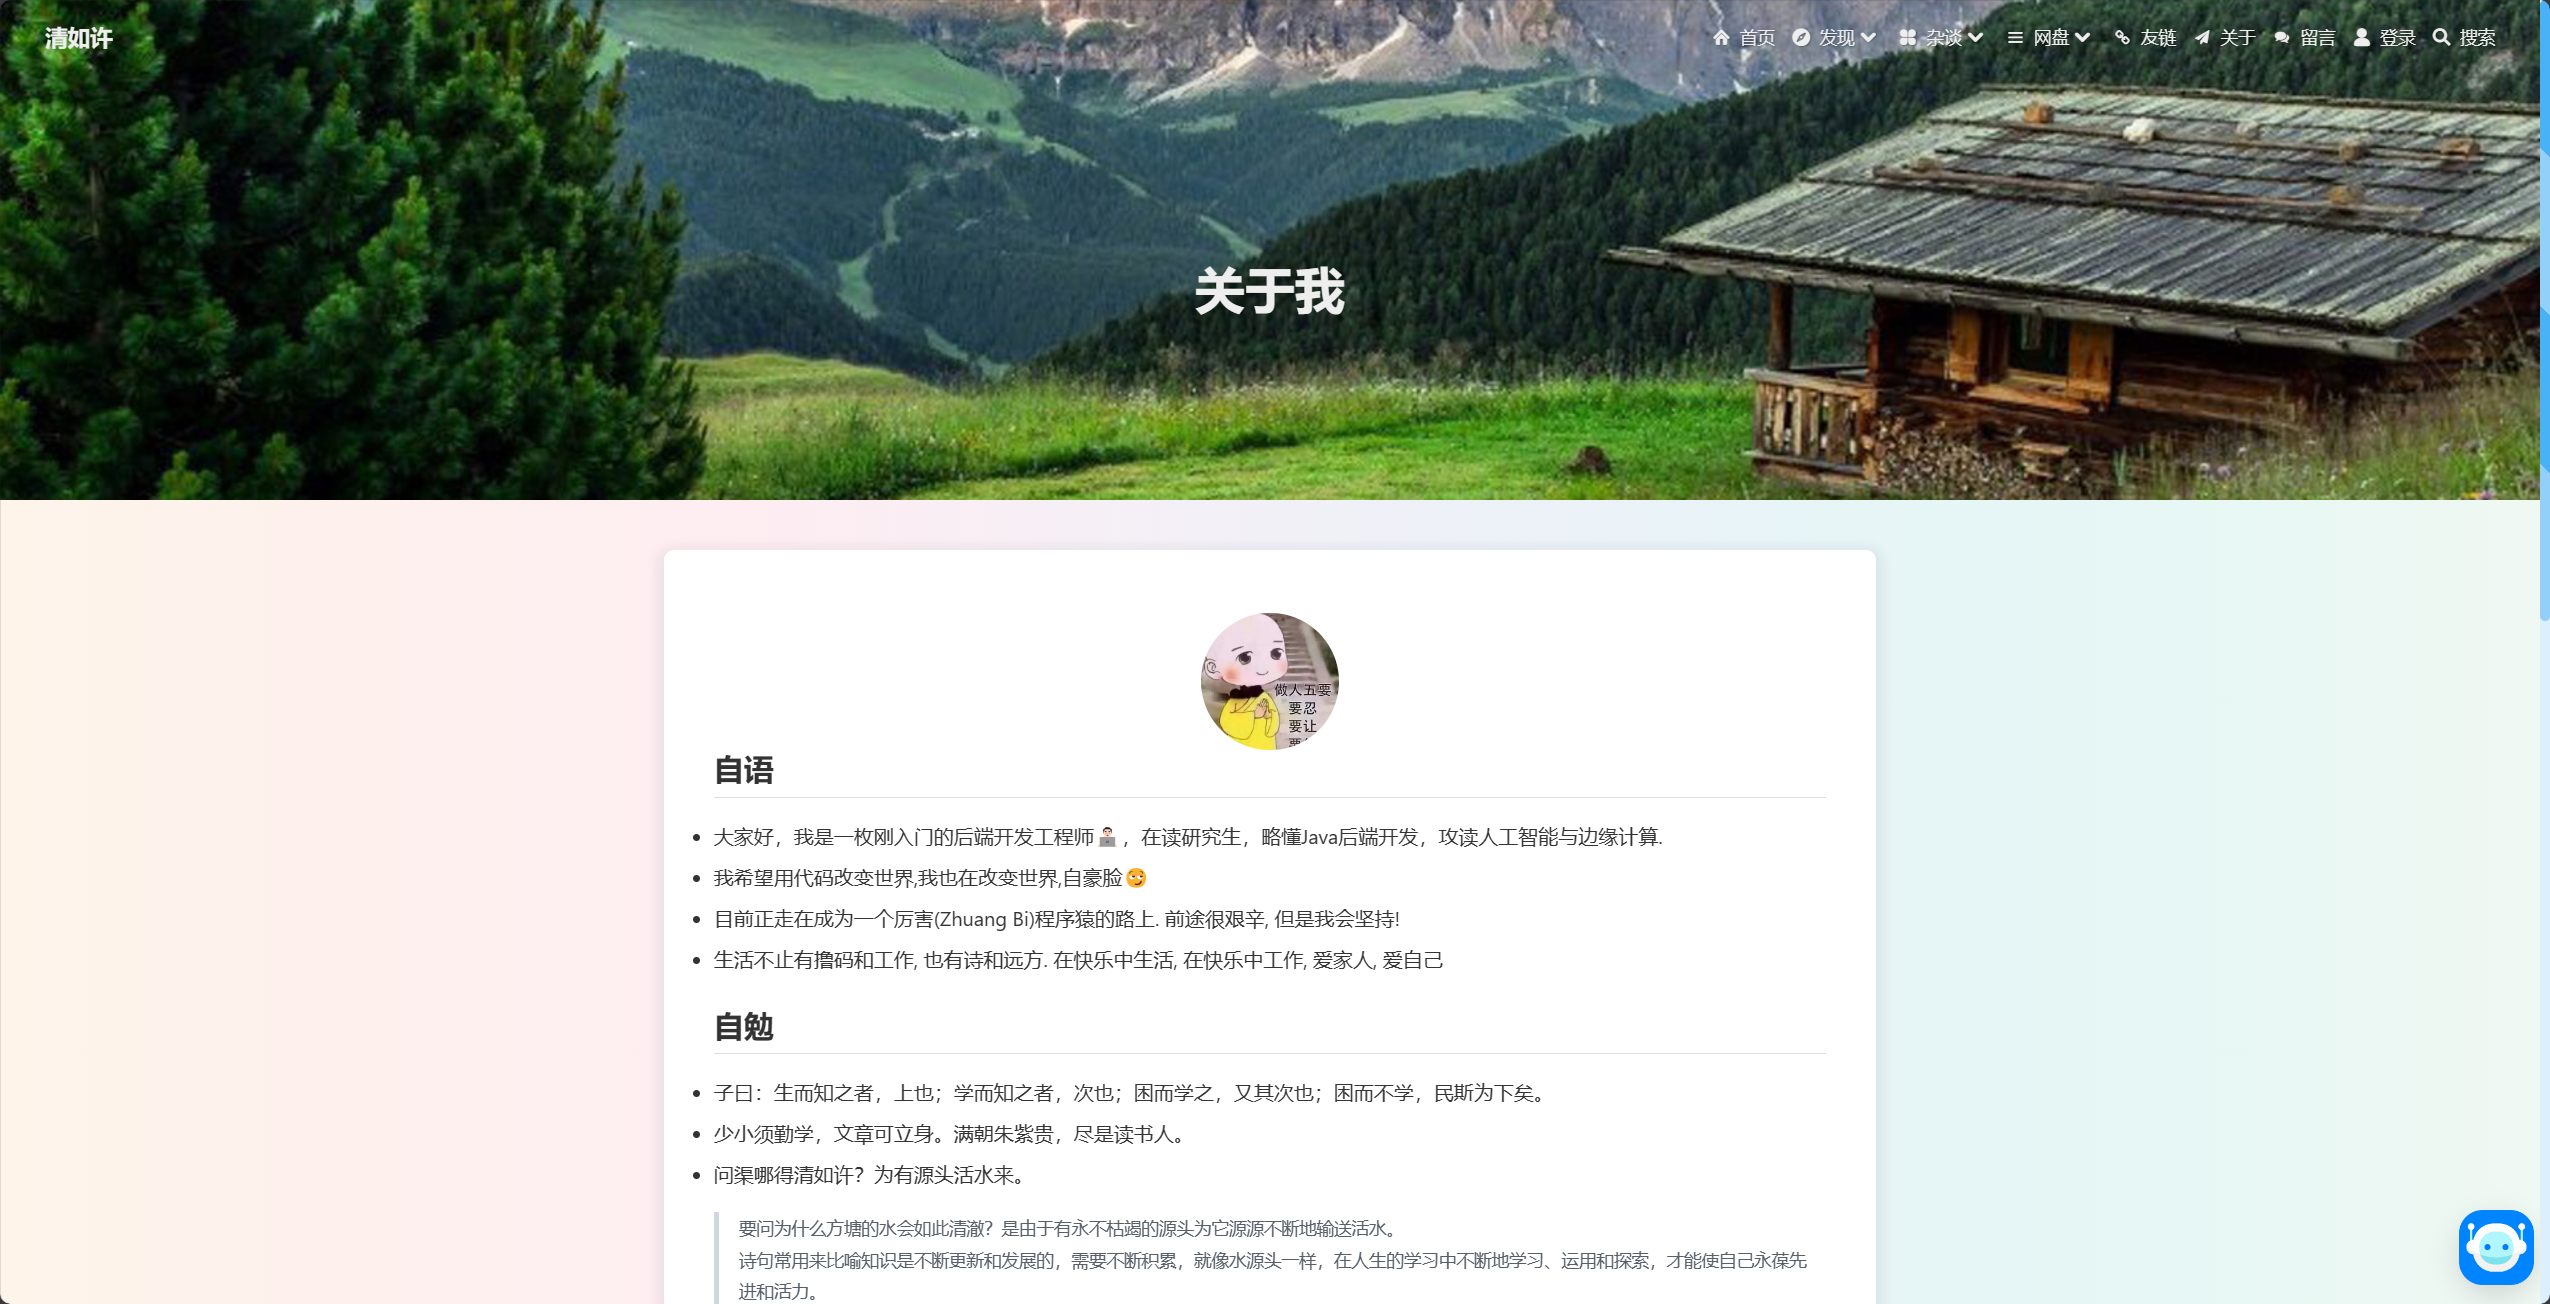 清如许
首页 发现 杂谈 网盘 友链 关于 留言 登录 搜索
关于我
做人五要
要忍
要让
自语
大家好，我是一枚刚入门的后端开发工程师👨🏻‍💻，在读研究生，略懂Java后端开发，攻读人工智能与边缘计算.
我希望用代码改变世界,我也在改变世界,自豪脸🙄
目前正走在成为一个厉害(Zhuang Bi)程序猿的路上. 前途很艰辛, 但是我会坚持!
生活不止有撸码和工作, 也有诗和远方. 在快乐中生活, 在快乐中工作, 爱家人, 爱自己
自勉
子曰：生而知之者，上也；学而知之者，次也；困而学之，又其次也；困而不学，民斯为下矣。
少小须勤学，文章可立身。满朝朱紫贵，尽是读书人。
问渠哪得清如许？为有源头活水来。
要问为什么方塘的水会如此清澈？是由于有永不枯竭的源头为它源源不断地输送活水。
诗句常用来比喻知识是不断更新和发展的，需要不断积累，就像水源头一样，在人生的学习中不断地学习、运用和探索，才能使自己永葆先
进和活力。